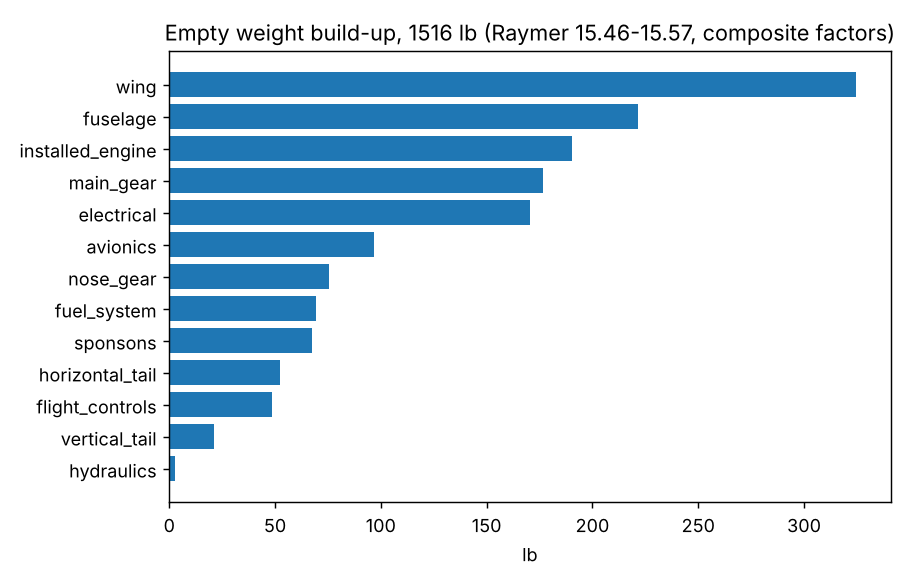 Empty weight build-up, 1516 lb (Raymer 15.46-15.57, composite factors)
wing
fuselage
installed_engine
main_gear
electrical
avionics
nose_gear
fuel_system
sponsons
horizontal_tail
flight_controls
vertical_tail
hydraulics
0 50 100 150 200 250 300
lb